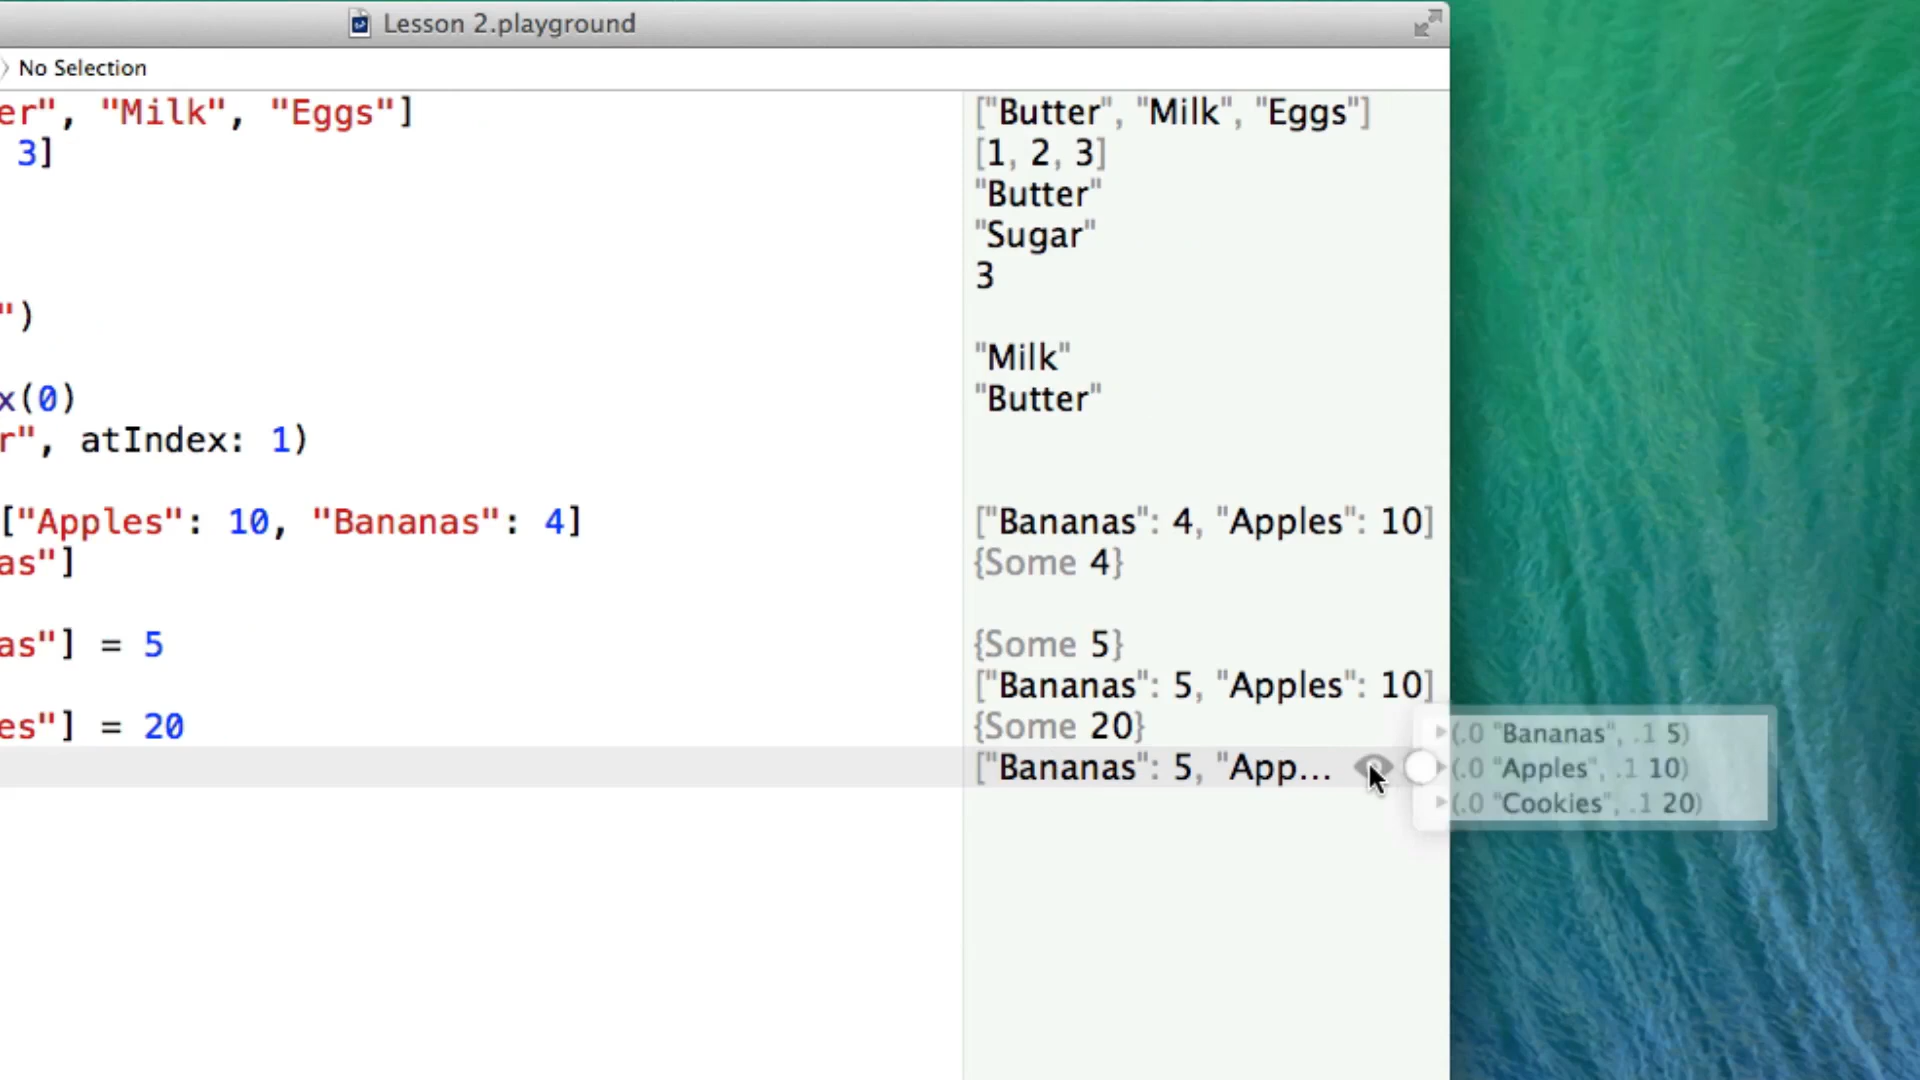 Lesson 2.playground
No Selection
er", "Milk", "Eggs"]
3]
")
x(0)
r", atIndex: 1)
["Apples": 10, "Bananas": 4]
as"]
as"] = 5
es"] = 20
["Butter", "Milk", "Eggs"]
[1, 2, 3]
"Butter"
"Sugar"
3
"Milk"
"Butter"
["Bananas": 4, "Apples": 10]
{Some 4}
{Some 5}
["Bananas": 5, "Apples": 10]
{Some 20}
["Bananas": 5, "App...
(.0 "Bananas", .1 5)
(.0 "Apples", .1 10)
(.0 "Cookies", .1 20)